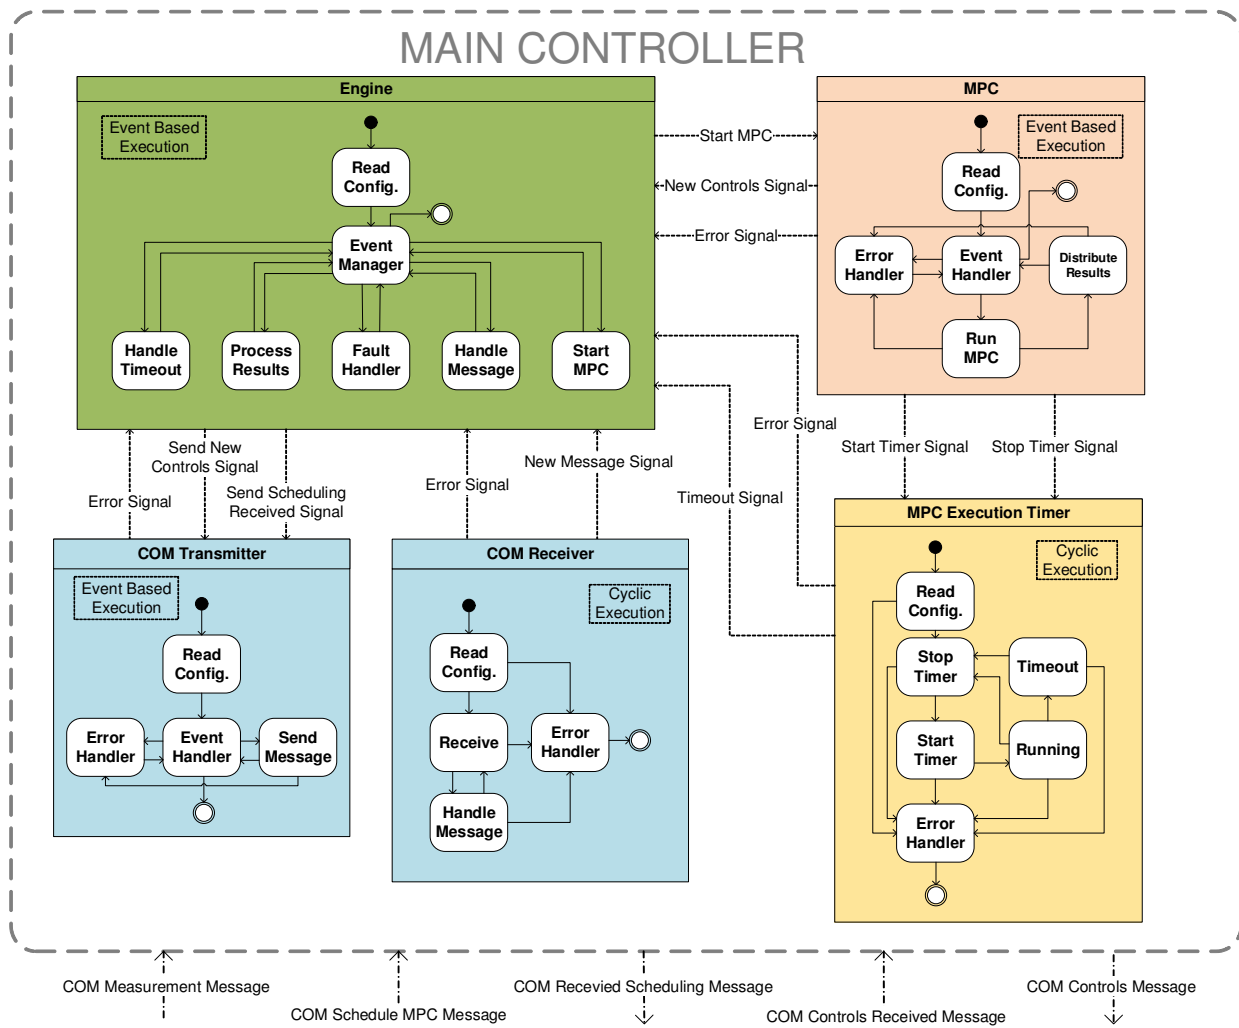 MAIN CONTROLLER
Engine
Event Based
Execution
Read
Config.
Event
Manager
Handle
Timeout
Process
Results
Fault
Handler
Handle
Message
Start
MPC
Start MPC
New Controls Signal
Error Signal
MPC
Event Based
Execution
Read
Config.
Error
Handler
Event
Handler
Distribute
Results
Run
MPC
Send New
Controls Signal
Error Signal
Send Scheduling
Received Signal
Error Signal
New Message Signal
Error Signal
Timeout Signal
Start Timer Signal
Stop Timer Signal
COM Transmitter
Event Based
Execution
Read
Config.
Error
Handler
Event
Handler
Send
Message
COM Receiver
Cyclic
Execution
Read
Config.
Receive
Error
Handler
Handle
Message
MPC Execution Timer
Cyclic
Execution
Read
Config.
Stop
Timer
Timeout
Start
Timer
Running
Error
Handler
COM Measurement Message
COM Schedule MPC Message
COM Recevied Scheduling Message
COM Controls Received Message
COM Controls Message